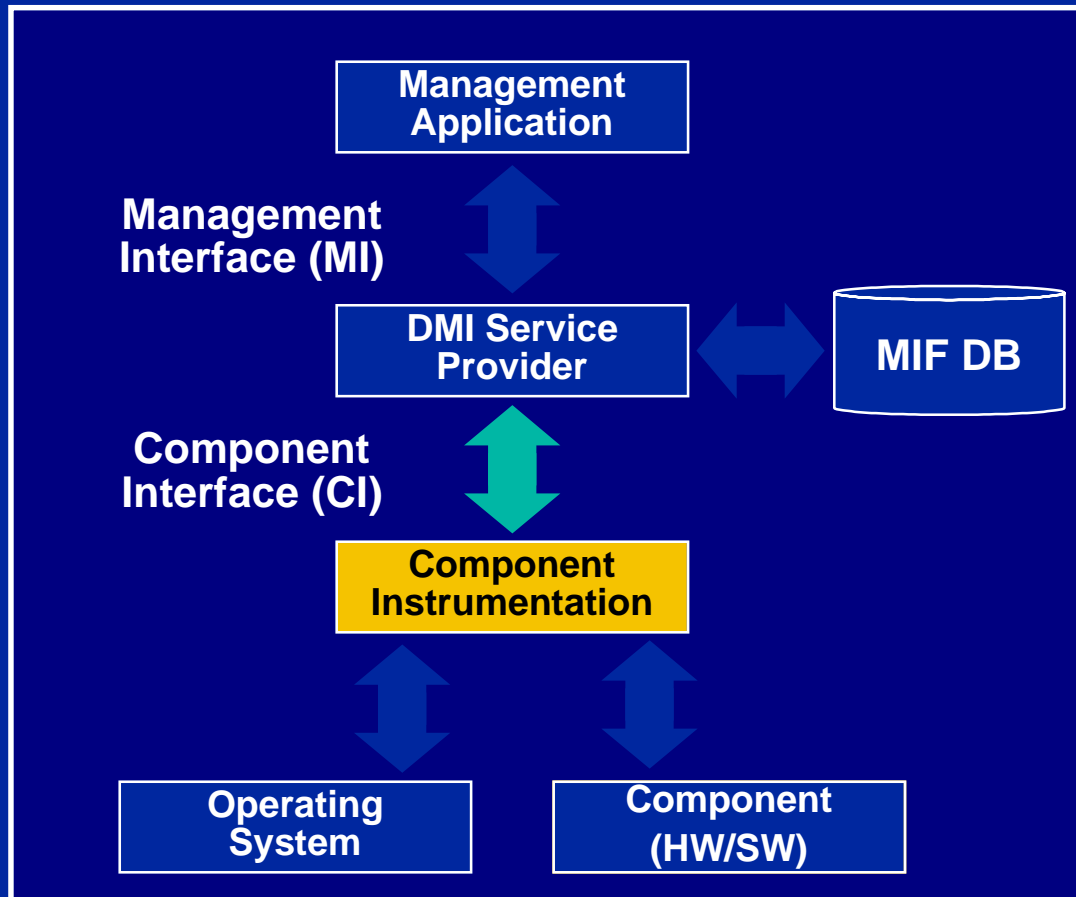 Management
Application
Management
Interface (MI)
DMI Service
Provider
MIF DB
Component
Interface (CI)
Component
Instrumentation
Operating
System
Component
(HW/SW)